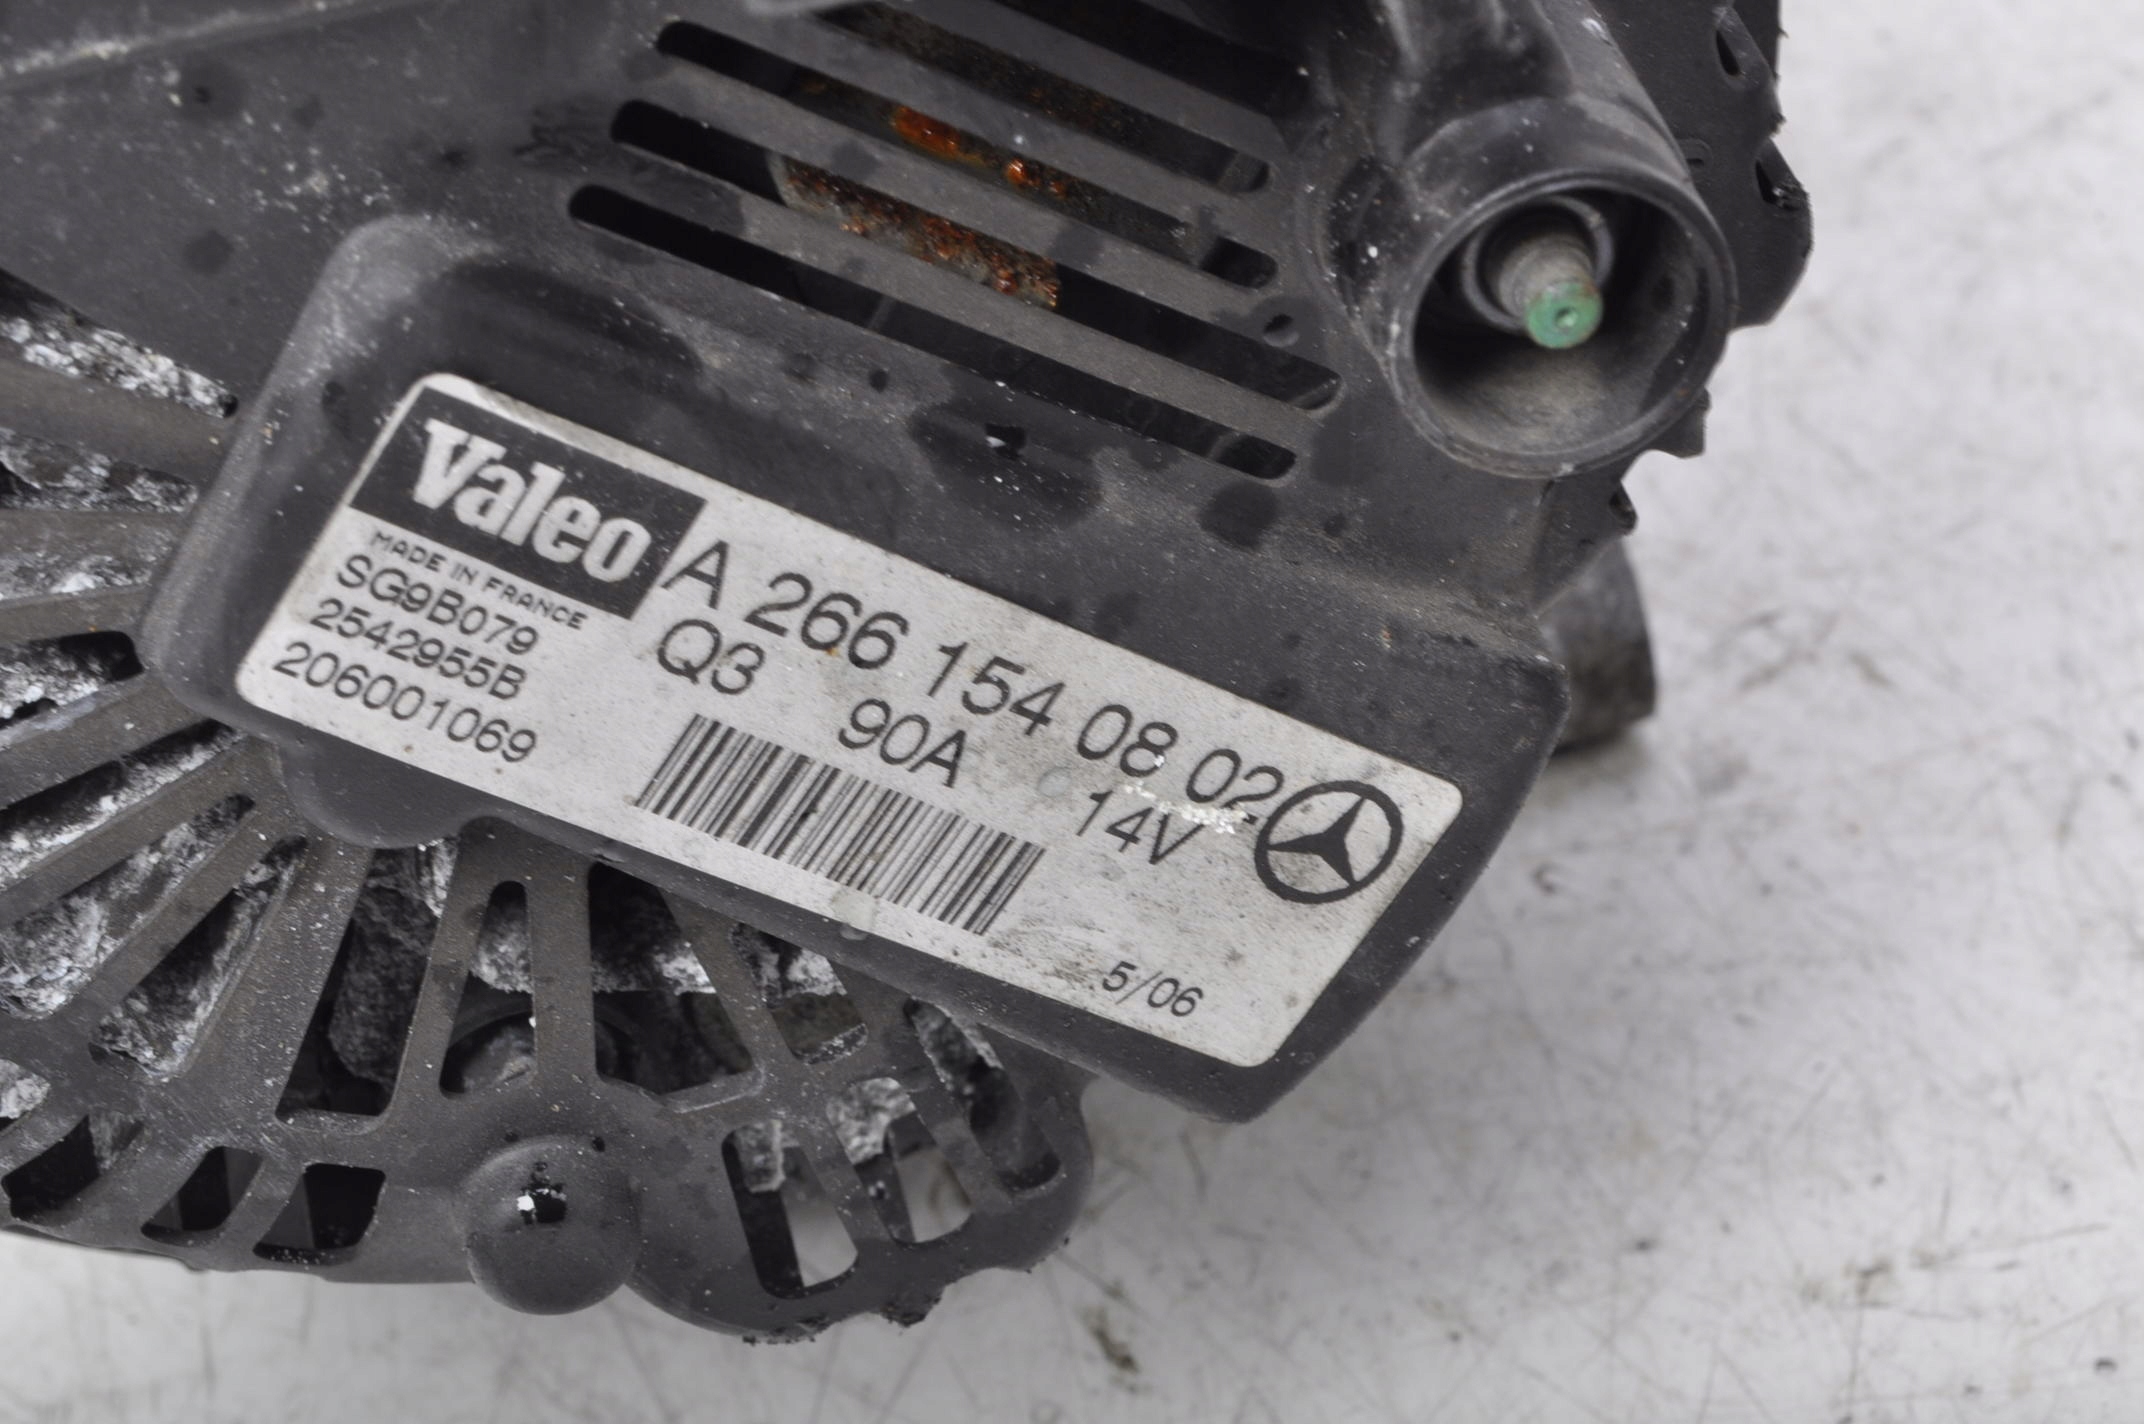 Valeo
MADE IN FRANCE
SG9B079
2542955B
206001069
A 266 154 08 02
Q3 90A 14V
5/06